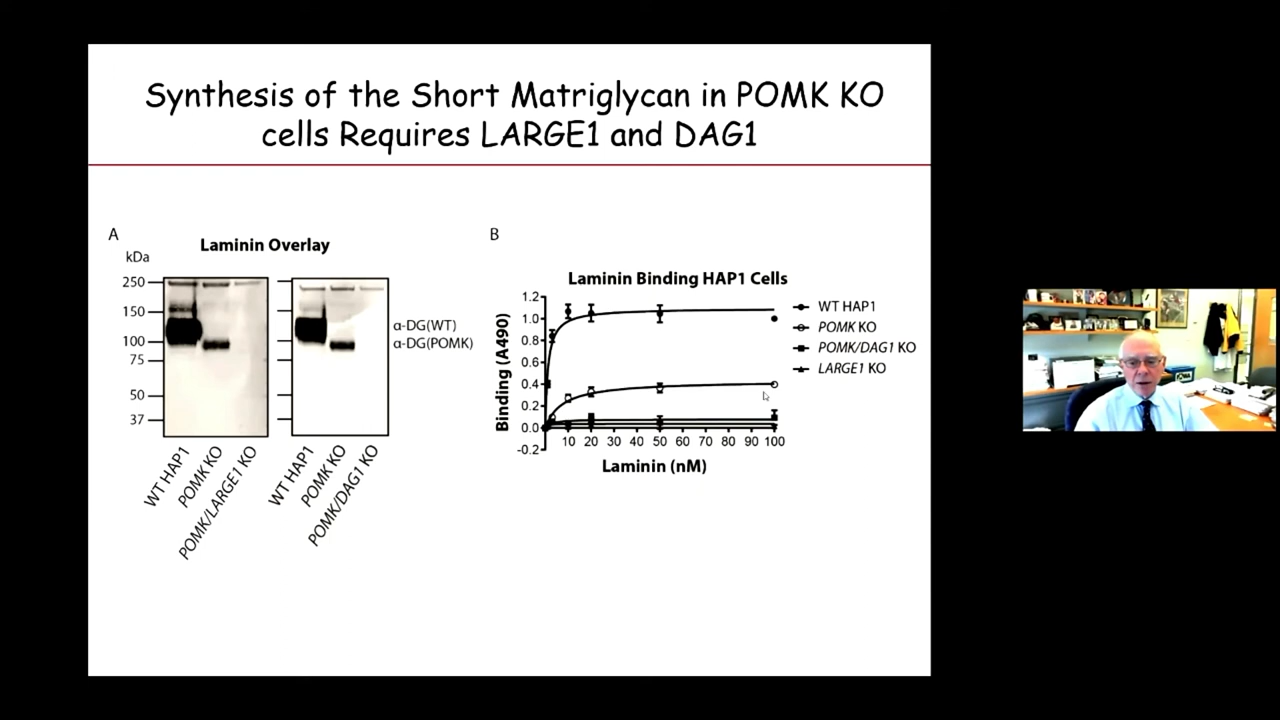 Synthesis of the Short Matriglycan in POMK KO
cells Requires LARGE1 and DAG1
A
Laminin Overlay
kDa
250
150
100
75
50
37
α-DG(WT)
α-DG(POMK)
WT HAP1
POMK KO
POMK/LARGE1 KO
WT HAP1
POMK KO
POMK/DAG1 KO
B
Laminin Binding HAP1 Cells
Binding (A490)
1.2
1.0
0.8
0.6
0.4
0.2
0.0
-0.2
10 20 30 40 50 60 70 80 90 100
Laminin (nM)
WT HAP1
POMK KO
POMK/DAG1 KO
LARGE1 KO